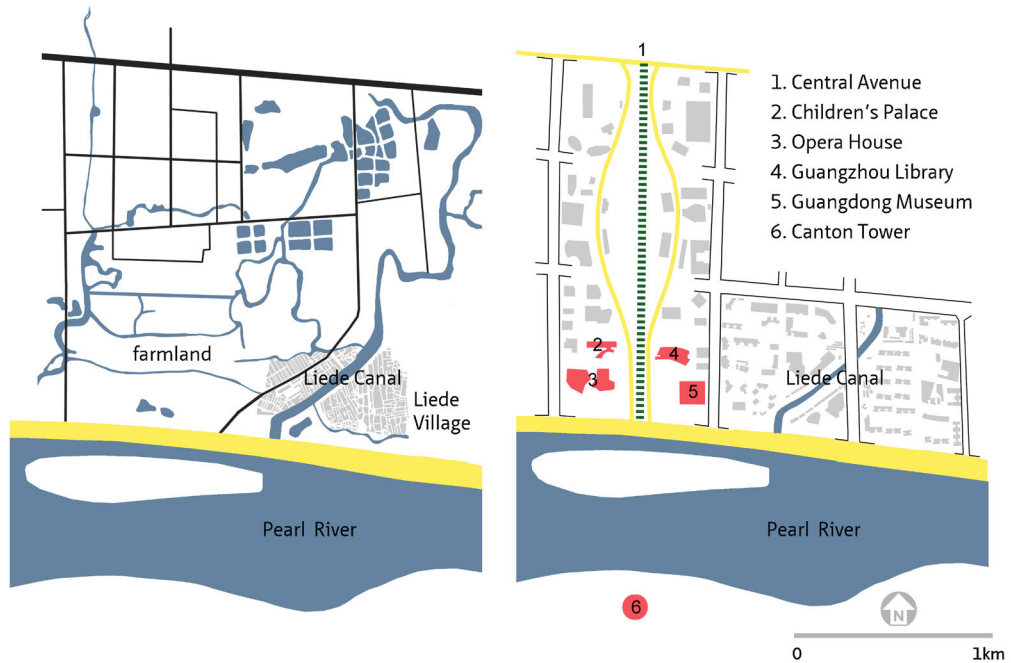 farmland
Liede Canal
Liede
Village
Pearl River
1
2
3
4
5
6
1. Central Avenue
2. Children's Palace
3. Opera House
4. Guangzhou Library
5. Guangdong Museum
6. Canton Tower
Liede Canal
Pearl River
N
0 1km